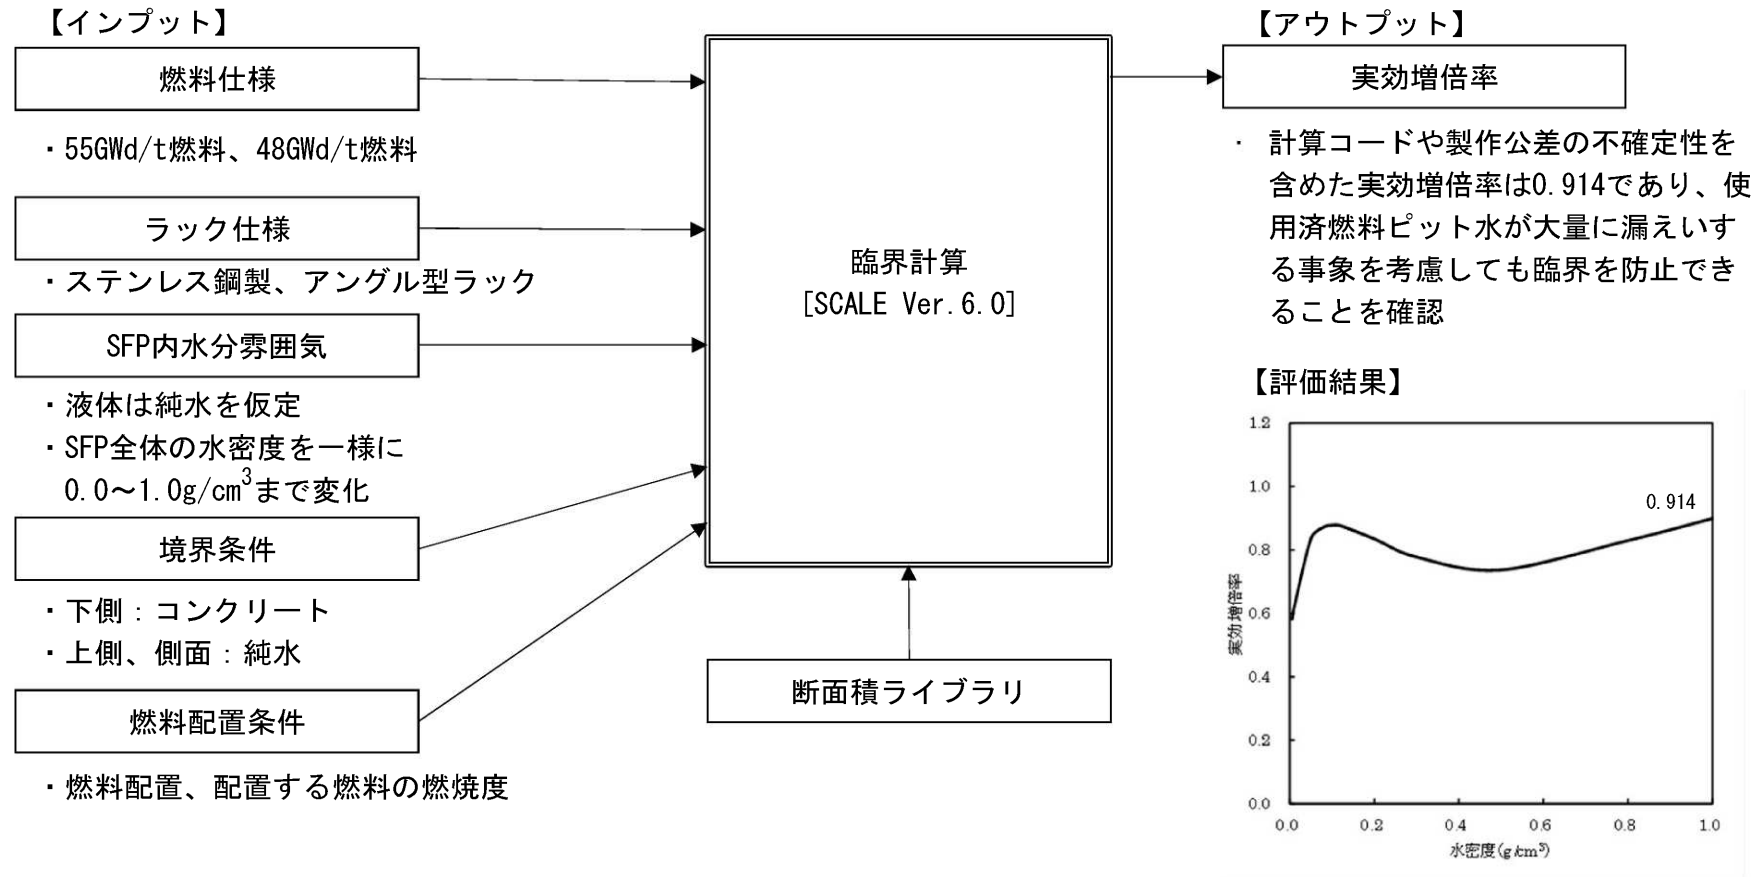 【インプット】
燃料仕様
・55GWd/t燃料、48GWd/t燃料
ラック仕様
・ステンレス鋼製、アングル型ラック
SFP内水分雰囲気
・液体は純水を仮定
・SFP全体の水密度を一様に
0.0～1.0g/cm³まで変化
境界条件
・下側：コンクリート
・上側、側面：純水
燃料配置条件
・燃料配置、配置する燃料の燃焼度
臨界計算
[SCALE Ver.6.0]
断面積ライブラリ
【アウトプット】
実効増倍率
・ 計算コードや製作公差の不確定性を
含めた実効増倍率は0.914であり、使
用済燃料ピット水が大量に漏えいす
る事象を考慮しても臨界を防止でき
ることを確認
【評価結果】
1.2
1.0
0.8
0.6
0.4
0.2
0.0
実効増倍率
0.914
0.0 0.2 0.4 0.6 0.8 1.0
水密度(g/cm³)